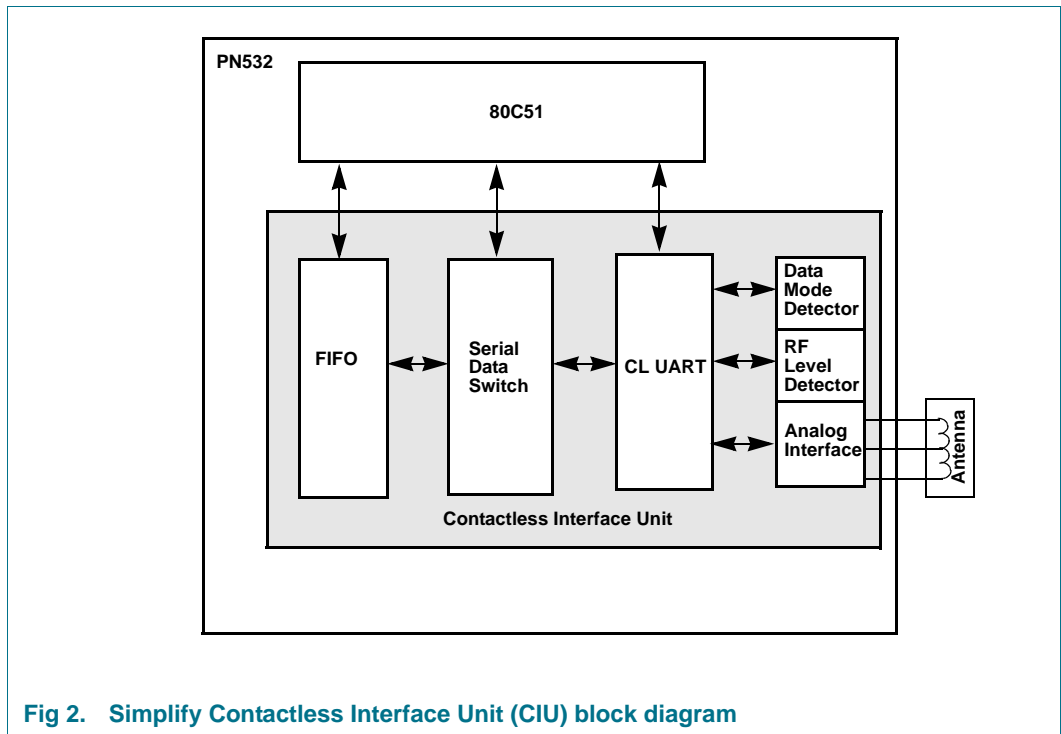 PN532
80C51
FIFO
Serial
Data
Switch
CL UART
Data
Mode
Detector
RF
Level
Detector
Analog
Interface
Antenna
Contactless Interface Unit
Fig 2. Simplify Contactless Interface Unit (CIU) block diagram